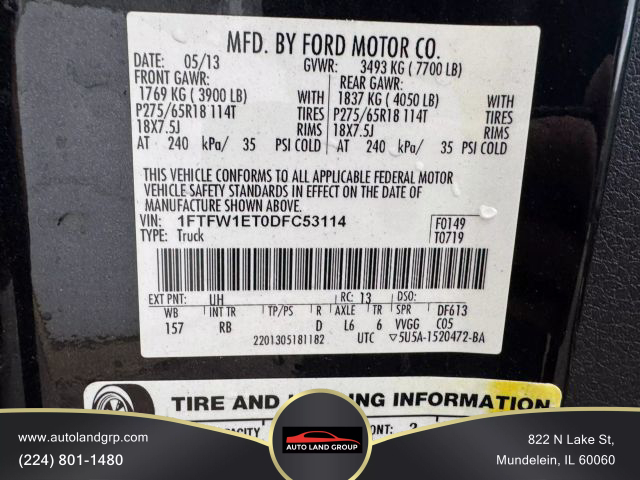 MFD. BY FORD MOTOR CO.
DATE: 05/13 GVWR: 3493 KG ( 7700 LB)
FRONT GAWR: REAR GAWR:
1769 KG ( 3900 LB) WITH 1837 KG ( 4050 LB) WITH
P275/65R18 114T TIRES P275/65R18 114T TIRES
18X7.5J RIMS 18X7.5J RIMS
AT 240 kPa/ 35 PSI COLD AT 240 kPa/ 35 PSI COLD
THIS VEHICLE CONFORMS TO ALL APPLICABLE FEDERAL MOTOR
VEHICLE SAFETY STANDARDS IN EFFECT ON THE DATE OF
MANUFACTURE SHOWN ABOVE.
VIN: 1FTFW1ET0DFC53114 F0149
TYPE: Truck T0719
EXT PNT: UH RC: 13 DSO:
WB INT TR TP/PS R AXLE TR SPR DF613
157 RB D L6 6 VVGG C05
2201305181182 UTC ▽5U5A-1520472-BA
TIRE AND INFORMATION
2
www.autolandgrp.com
(224) 801-1480
AUTO LAND GROUP
822 N Lake St,
Mundelein, IL 60060